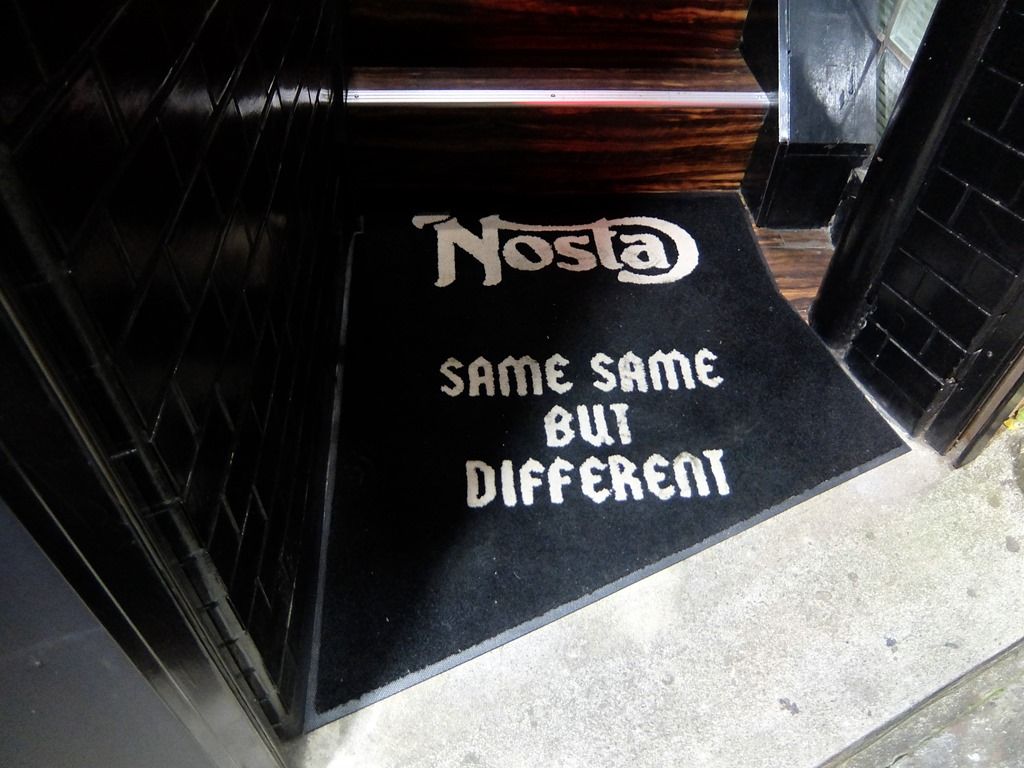 Nosta
SAME SAME
BUT
DIFFERENT